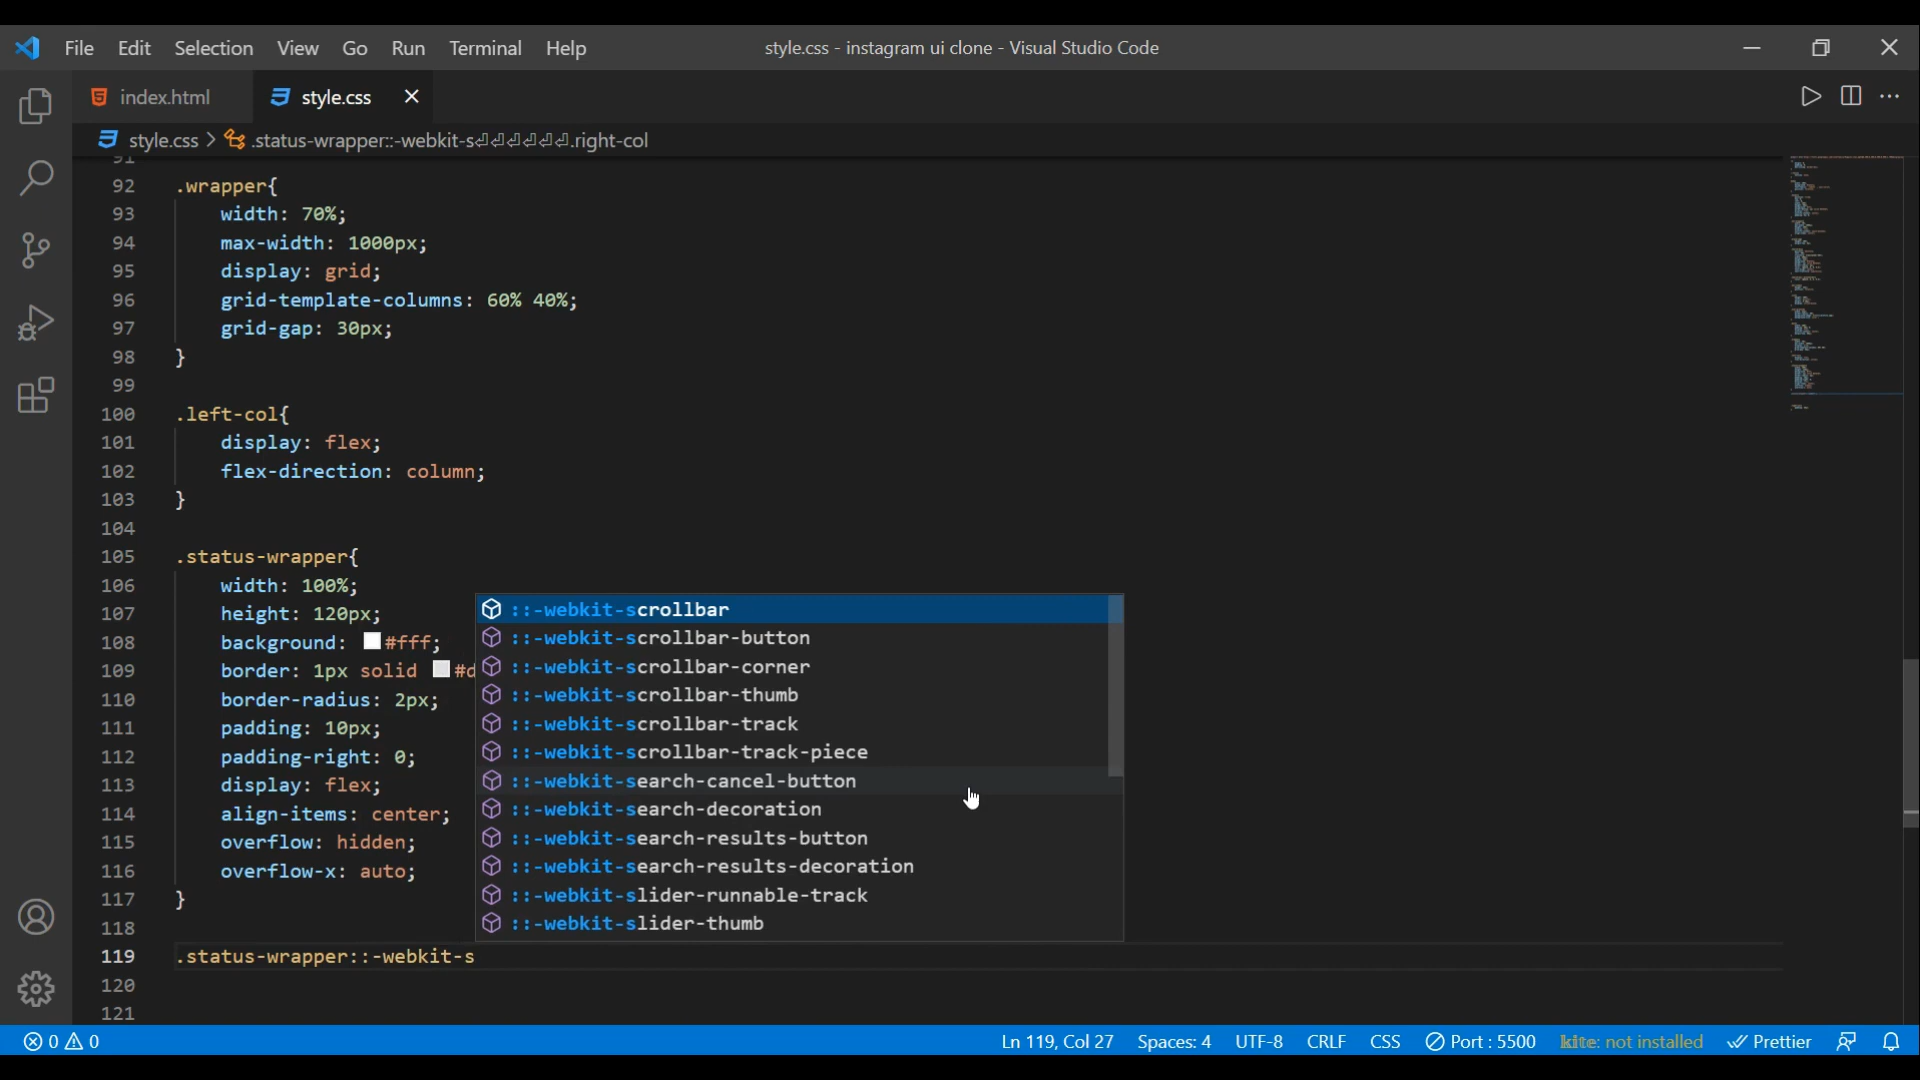 File Edit Selection View Go Run Terminal Help style.css - instagram ui clone - Visual Studio Code
index.html style.css
style.css > .status-wrapper::-webkit-s⏎⏎⏎⏎⏎⏎.right-col
91
92 .wrapper{
93 width: 70%;
94 max-width: 1000px;
95 display: grid;
96 grid-template-columns: 60% 40%;
97 grid-gap: 30px;
98 }
99
100 .left-col{
101 display: flex;
102 flex-direction: column;
103 }
104
105 .status-wrapper{
106 width: 100%;
107 height: 120px;
108 background: #fff;
109 border: 1px solid #d
110 border-radius: 2px;
111 padding: 10px;
112 padding-right: 0;
113 display: flex;
114 align-items: center;
115 overflow: hidden;
116 overflow-x: auto;
117 }
118
::-webkit-scrollbar
::-webkit-scrollbar-button
::-webkit-scrollbar-corner
::-webkit-scrollbar-thumb
::-webkit-scrollbar-track
::-webkit-scrollbar-track-piece
::-webkit-search-cancel-button
::-webkit-search-decoration
::-webkit-search-results-button
::-webkit-search-results-decoration
::-webkit-slider-runnable-track
::-webkit-slider-thumb
119 .status-wrapper::-webkit-s
120
121
0 0 Ln 119, Col 27 Spaces: 4 UTF-8 CRLF CSS Port : 5500 kite: not installed Prettier